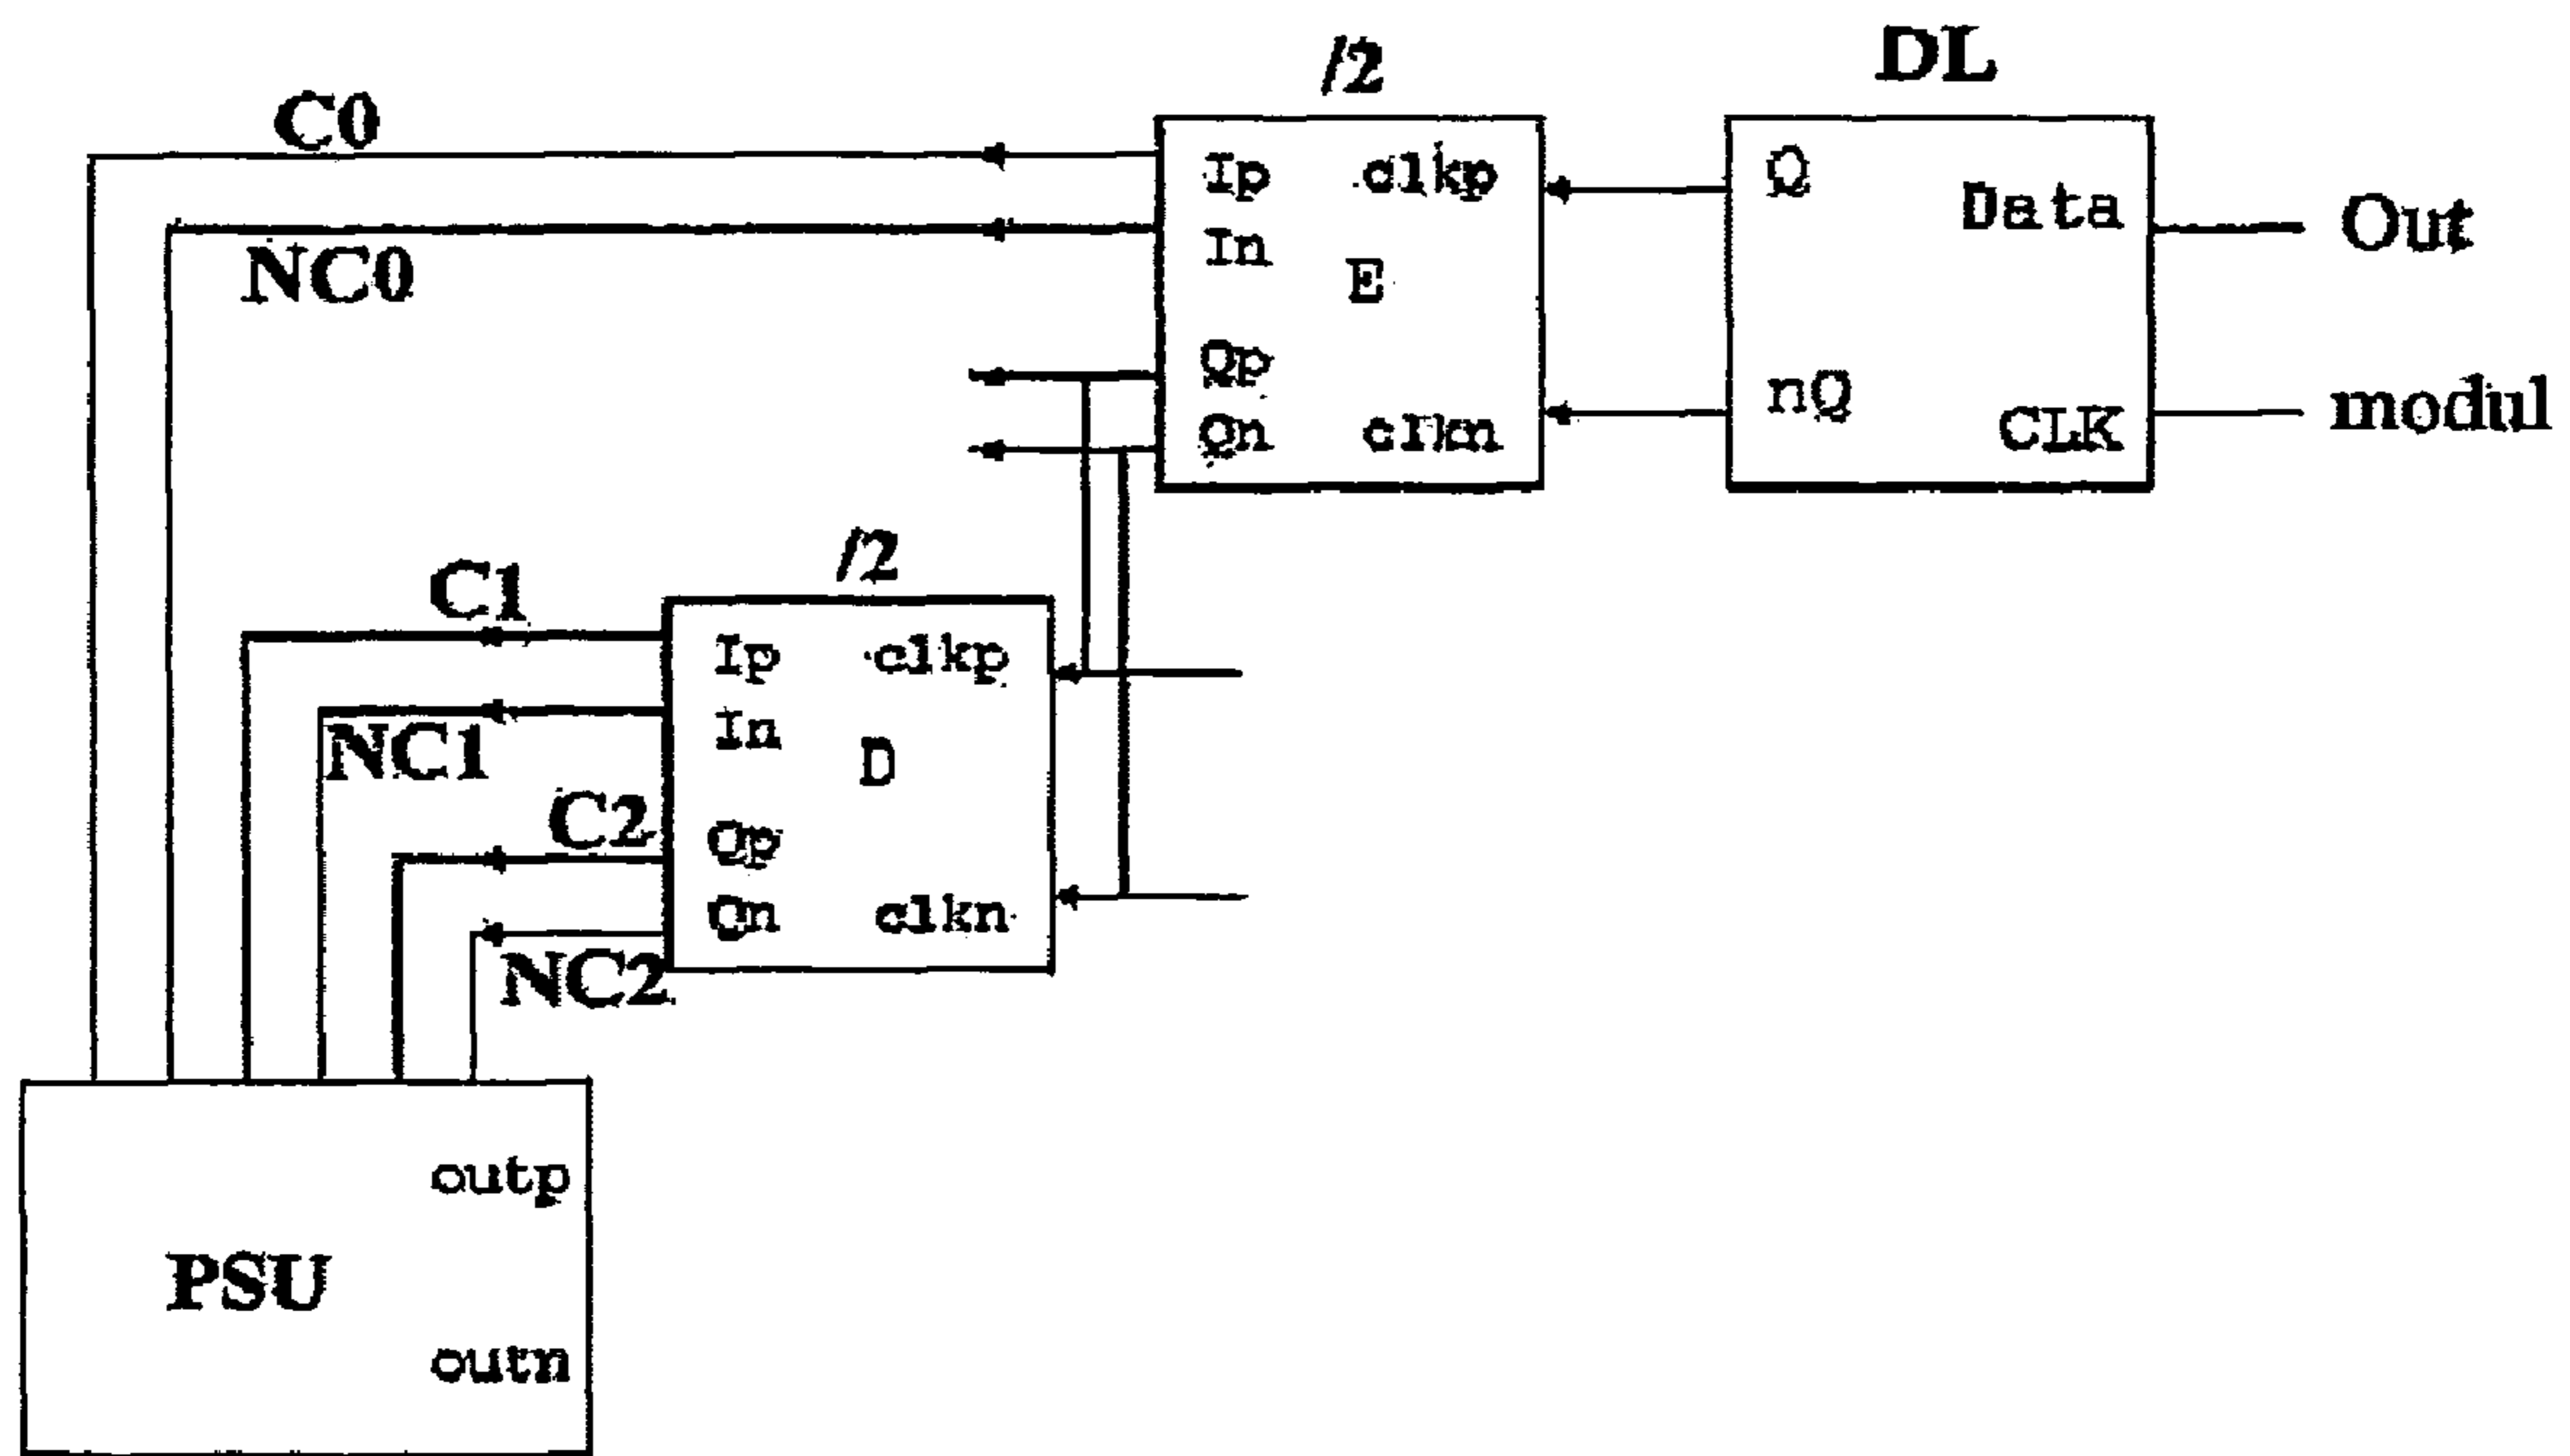 /2
DL
C0
Ip clkp
Q
Data
Out
In
NC0
E
Qp
nQ
modul
Qn clkn
CLK
/2
C1
Ip clkp
In
NC1
D
C2
Qp
Qn clkn
NC2
outp
PSU
outn